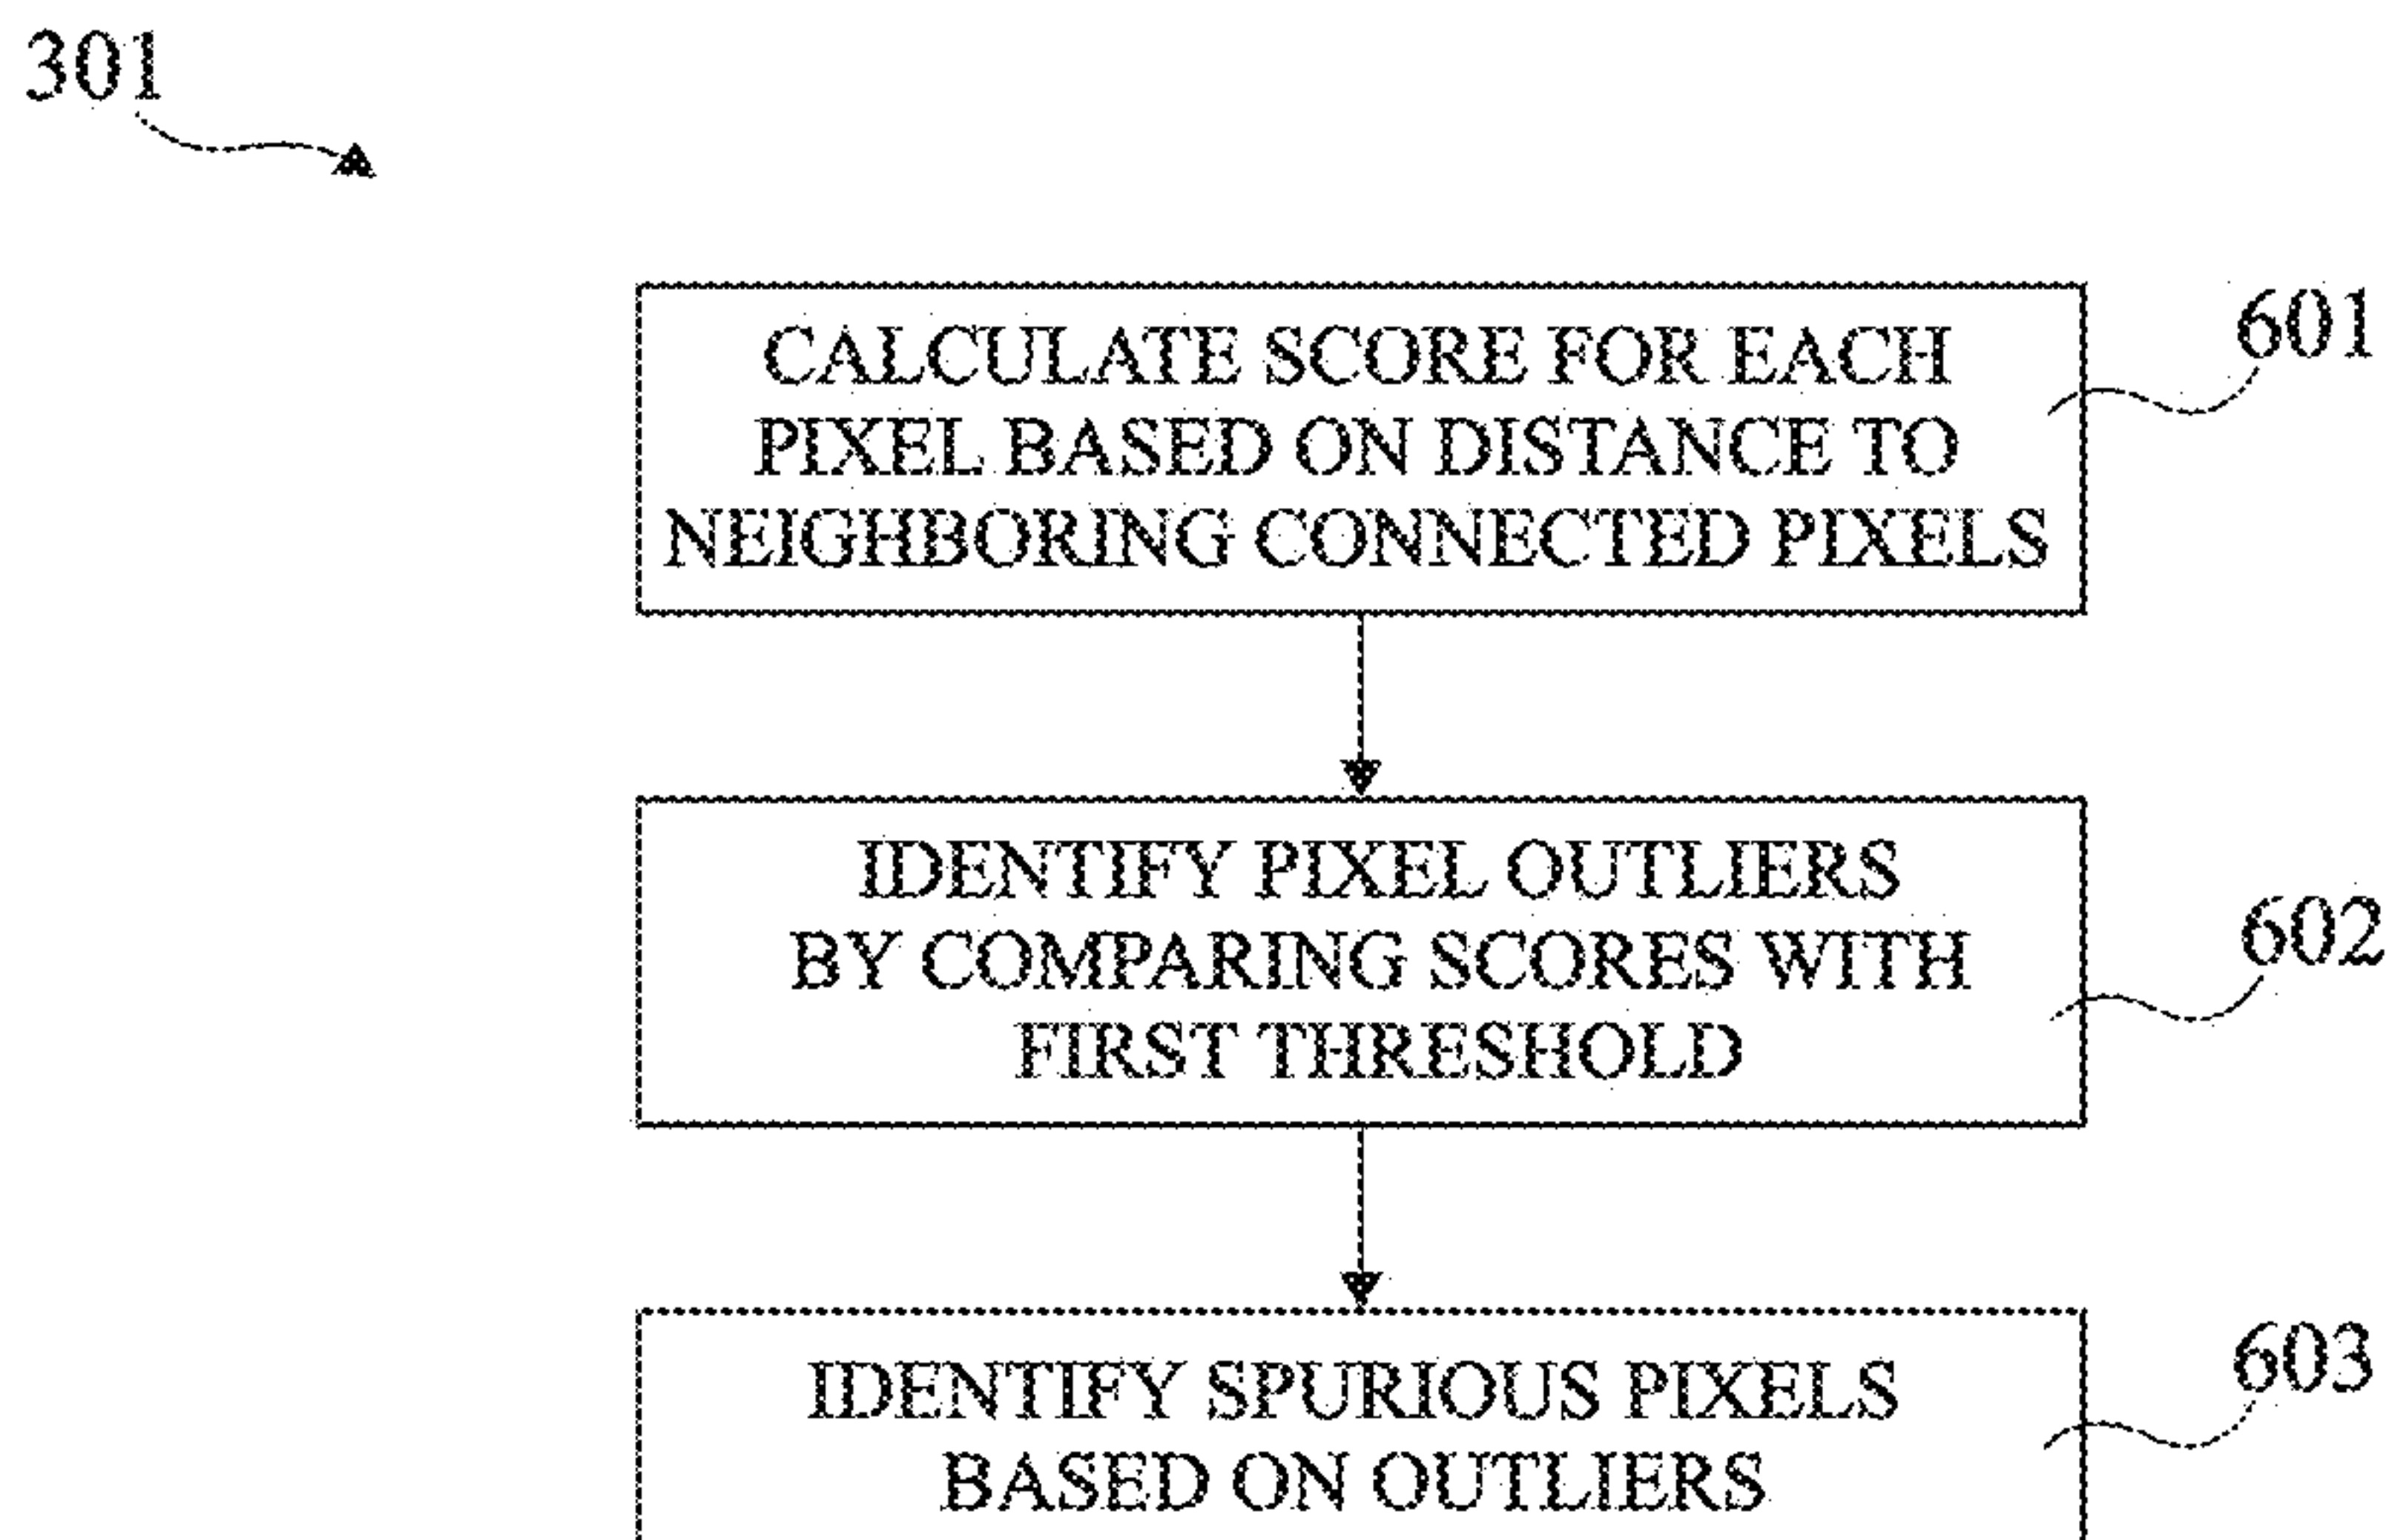 301
CALCULATE SCORE FOR EACH
PIXEL BASED ON DISTANCE TO
NEIGHBORING CONNECTED PIXELS
601
IDENTIFY PIXEL OUTLIERS
BY COMPARING SCORES WITH
FIRST THRESHOLD
602
IDENTIFY SPURIOUS PIXELS
BASED ON OUTLIERS
603